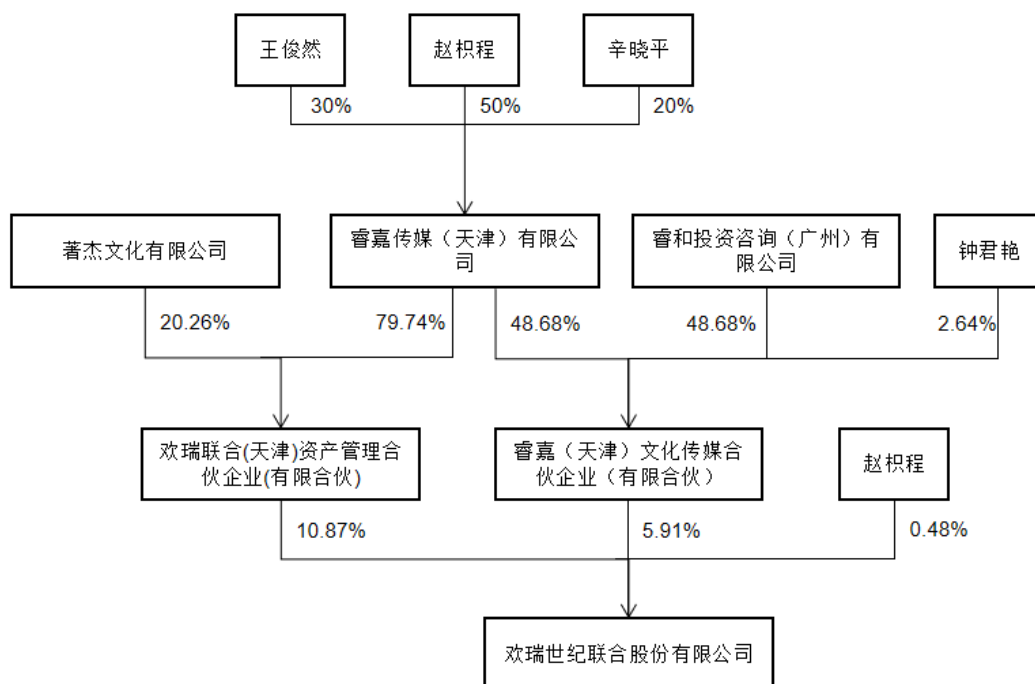 王俊然
赵枳程
辛晓平
30%
50%
20%
著杰文化有限公司
睿嘉传媒（天津）有限公
司
睿和投资咨询（广州）有
限公司
钟君艳
20.26%
79.74%
48.68%
48.68%
2.64%
欢瑞联合(天津)资产管理合
伙企业(有限合伙)
睿嘉（天津）文化传媒合
伙企业（有限合伙）
赵枳程
10.87%
5.91%
0.48%
欢瑞世纪联合股份有限公司